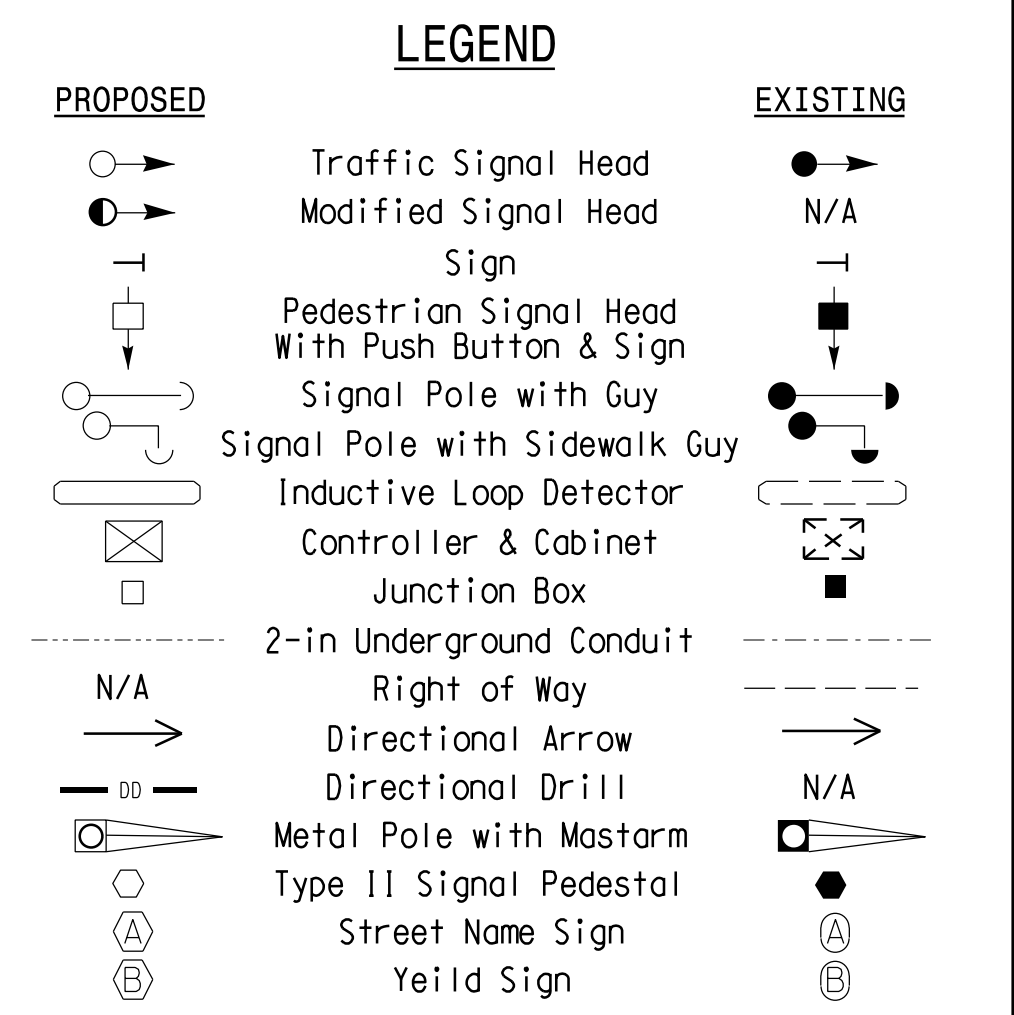 LEGEND
PROPOSED EXISTING
Traffic Signal Head
Modified Signal Head N/A
Sign
Pedestrian Signal Head
With Push Button & Sign
Signal Pole with Guy
Signal Pole with Sidewalk Guy
Inductive Loop Detector
Controller & Cabinet
Junction Box
2-in Underground Conduit
N/A Right of Way
Directional Arrow
DD Directional Drill N/A
Metal Pole with Mastarm
Type II Signal Pedestal
A Street Name Sign A
B Yeild Sign B